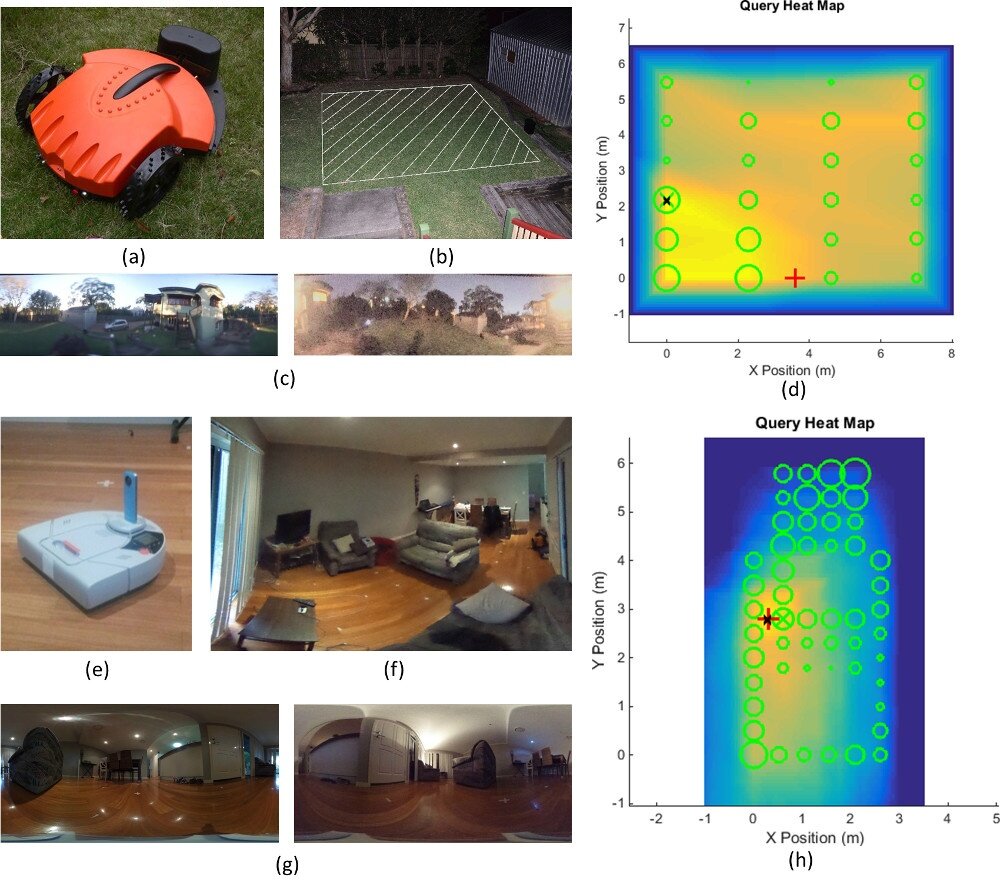 Query Heat Map
7
6
5
4
3
2
1
0
-1
Y Position (m)
0 2 4 6 8
X Position (m)
(a) (b)
(c)
(d)
Query Heat Map
6
5
4
3
2
1
0
-1
Y Position (m)
-2 -1 0 1 2 3 4 5
X Position (m)
(e) (f)
(g)
(h)